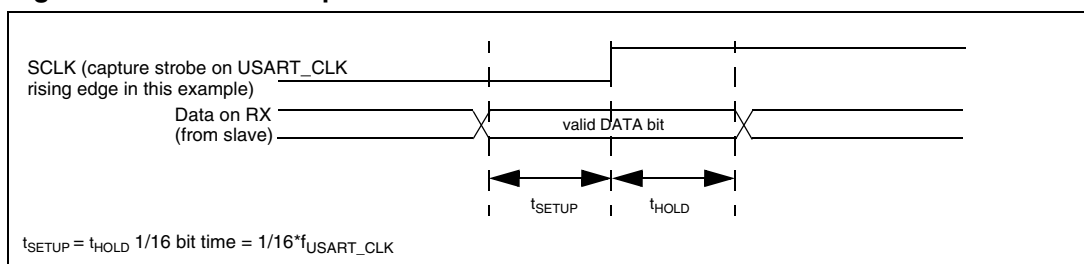 SCLK (capture strobe on USART_CLK
rising edge in this example)
Data on RX
(from slave)
valid DATA bit
tSETUP
tHOLD
tSETUP = tHOLD 1/16 bit time = 1/16*fUSART_CLK